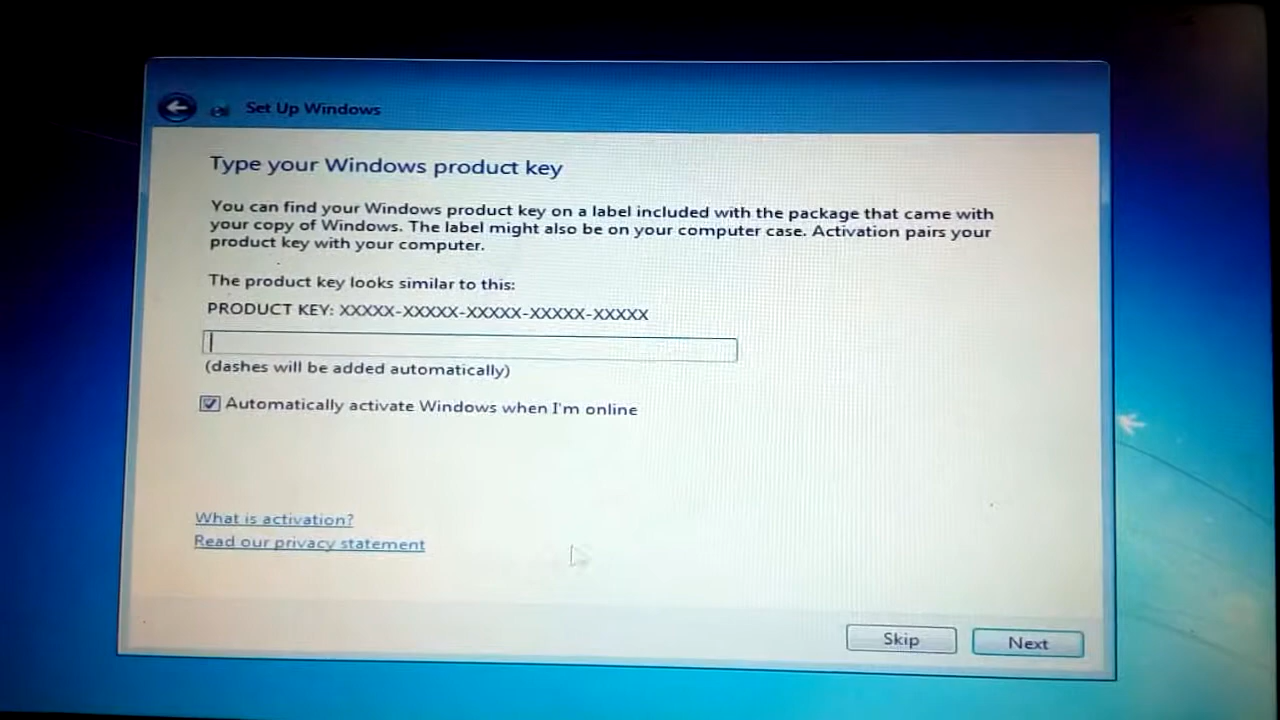 Set Up Windows
Type your Windows product key
You can find your Windows product key on a label included with the package that came with
your copy of Windows. The label might also be on your computer case. Activation pairs your
product key with your computer.
The product key looks similar to this:
PRODUCT KEY: XXXXX-XXXXX-XXXXX-XXXXX-XXXXX
(dashes will be added automatically)
Automatically activate Windows when I'm online
What is activation?
Read our privacy statement
Skip
Next